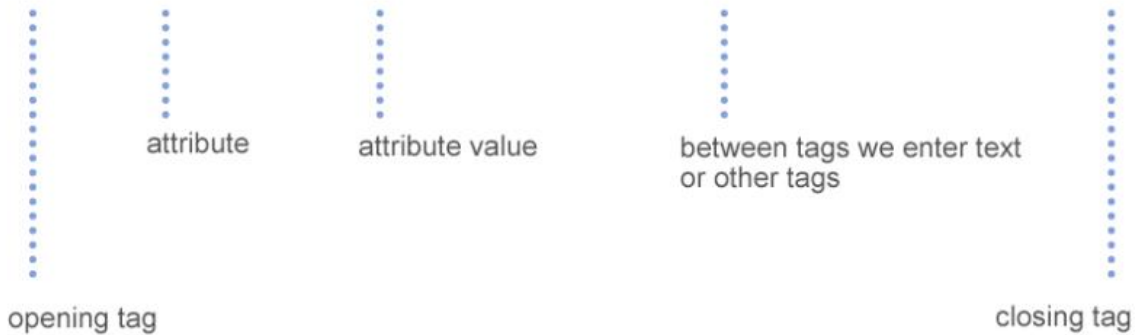 attribute
attribute value
between tags we enter text
or other tags
opening tag
closing tag